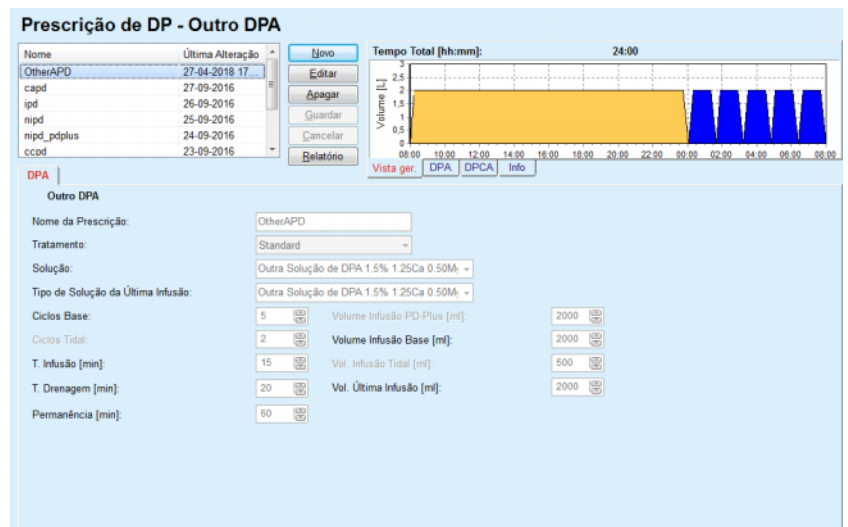 Prescrição de DP - Outro DPA
Nome Última Alteração
OtherAPD 27-04-2018 17...
capd 27-09-2016
ipd 26-09-2016
nipd 25-09-2016
nipd_pdplus 24-09-2016
ccpd 23-09-2016
Novo
Editar
Apagar
Guardar
Cancelar
Relatório
Tempo Total [hh:mm]: 24:00
Volume [L]
3
2,5
2
1,5
1
0,5
0
08:00 10:00 12:00 14:00 16:00 18:00 20:00 22:00 00:00 02:00 04:00 06:00 08:00
Vista ger. DPA DPCA Info
DPA
Outro DPA
Nome da Prescrição: OtherAPD
Tratamento: Standard
Solução: Outra Solução de DPA 1.5% 1.25Ca 0.50Mg
Tipo de Solução da Última Infusão: Outra Solução de DPA 1.5% 1.25Ca 0.50Mg
Ciclos Base: 5 Volume Infusão PD-Plus [ml]: 2000
Ciclos Tidal: 2 Volume Infusão Base [ml]: 2000
T. Infusão [min]: 15 Vol. Infusão Tidal [ml]: 500
T. Drenagem [min]: 20 Vol. Última Infusão [ml]: 2000
Permanência [min]: 60